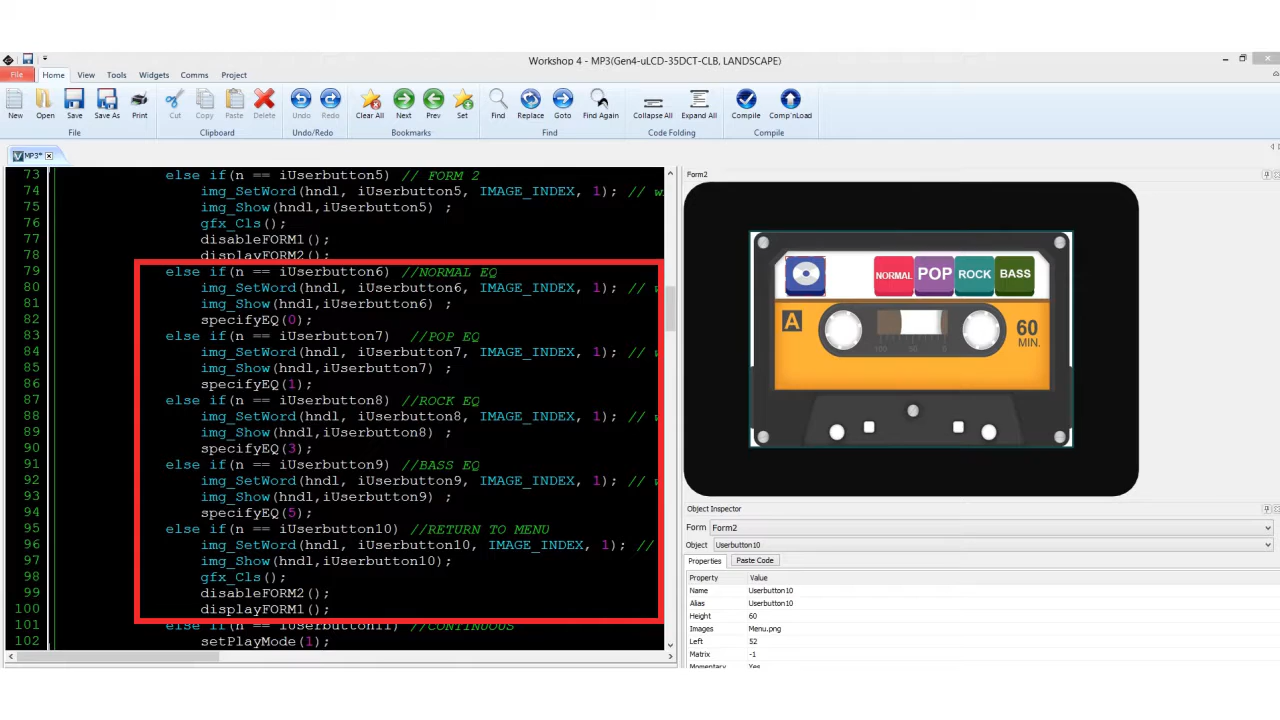 Workshop 4 - MP3(Gen4-uLCD-35DCT-CLB, LANDSCAPE)
File Home View Tools Widgets Comms Project
New Open Save Save As Print Cut Copy Paste Delete Undo Redo Clear All Next Prev Set Find Replace Goto Find Again Collapse All Expand All Compile Comp'nLoad
File Clipboard Undo/Redo Bookmarks Find Code Folding Compile
MP3*
73 else if(n == iUserbutton5) // FORM 2
74 img_SetWord(hndl, iUserbutton5, IMAGE_INDEX, 1); // w
75 img_Show(hndl,iUserbutton5) ;
76 gfx_Cls();
77 disableFORM1();
78 displayFORM2();
79 else if(n == iUserbutton6) //NORMAL EQ
80 img_SetWord(hndl, iUserbutton6, IMAGE_INDEX, 1); // w
81 img_Show(hndl,iUserbutton6) ;
82 specifyEQ(0);
83 else if(n == iUserbutton7) //POP EQ
84 img_SetWord(hndl, iUserbutton7, IMAGE_INDEX, 1); // w
85 img_Show(hndl,iUserbutton7) ;
86 specifyEQ(1);
87 else if(n == iUserbutton8) //ROCK EQ
88 img_SetWord(hndl, iUserbutton8, IMAGE_INDEX, 1); // w
89 img_Show(hndl,iUserbutton8) ;
90 specifyEQ(3);
91 else if(n == iUserbutton9) //BASS EQ
92 img_SetWord(hndl, iUserbutton9, IMAGE_INDEX, 1); // w
93 img_Show(hndl,iUserbutton9) ;
94 specifyEQ(5);
95 else if(n == iUserbutton10) //RETURN TO MENU
96 img_SetWord(hndl, iUserbutton10, IMAGE_INDEX, 1); //
97 img_Show(hndl,iUserbutton10);
98 gfx_Cls();
99 disableFORM2();
100 displayFORM1();
101 else if(n == iUserbutton11) //CONTINUOUS
102 setPlayMode(1);
Form2
NORMAL POP ROCK BASS
A
60
MIN.
100 50 0
Object Inspector
Form Form2
Object Userbutton10
Properties Paste Code
Property Value
Name Userbutton10
Alias Userbutton10
Height 60
Images Menu.png
Left 52
Matrix -1
Momentary Yes